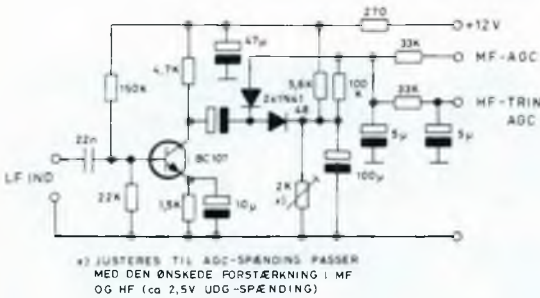 270
+12V
47µ
33K
MF-AGC
4,7K
5,6K
100
K
150K
33K
HF-TRIN
AGC
2x1N41
48
5µ
5µ
22n
BC107
LF IND
100µ
2K
x)
22K
1,5K
10µ
x) JUSTERES TIL AGC-SPÆNDING PASSER
MED DEN ØNSKEDE FORSTÆRKNING I MF
OG HF (ca 2,5V UDG-SPÆNDING)